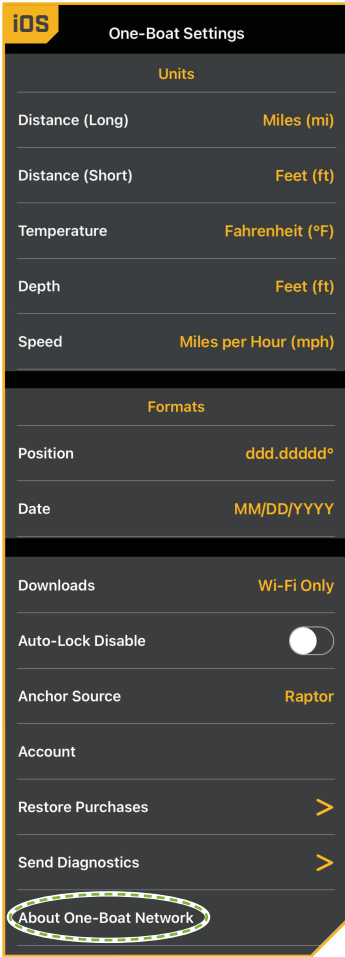 iOS
One-Boat Settings
Units
Distance (Long) Miles (mi)
Distance (Short) Feet (ft)
Temperature Fahrenheit (°F)
Depth Feet (ft)
Speed Miles per Hour (mph)
Formats
Position ddd.ddddd°
Date MM/DD/YYYY
Downloads Wi-Fi Only
Auto-Lock Disable
Anchor Source Raptor
Account
Restore Purchases >
Send Diagnostics >
About One-Boat Network